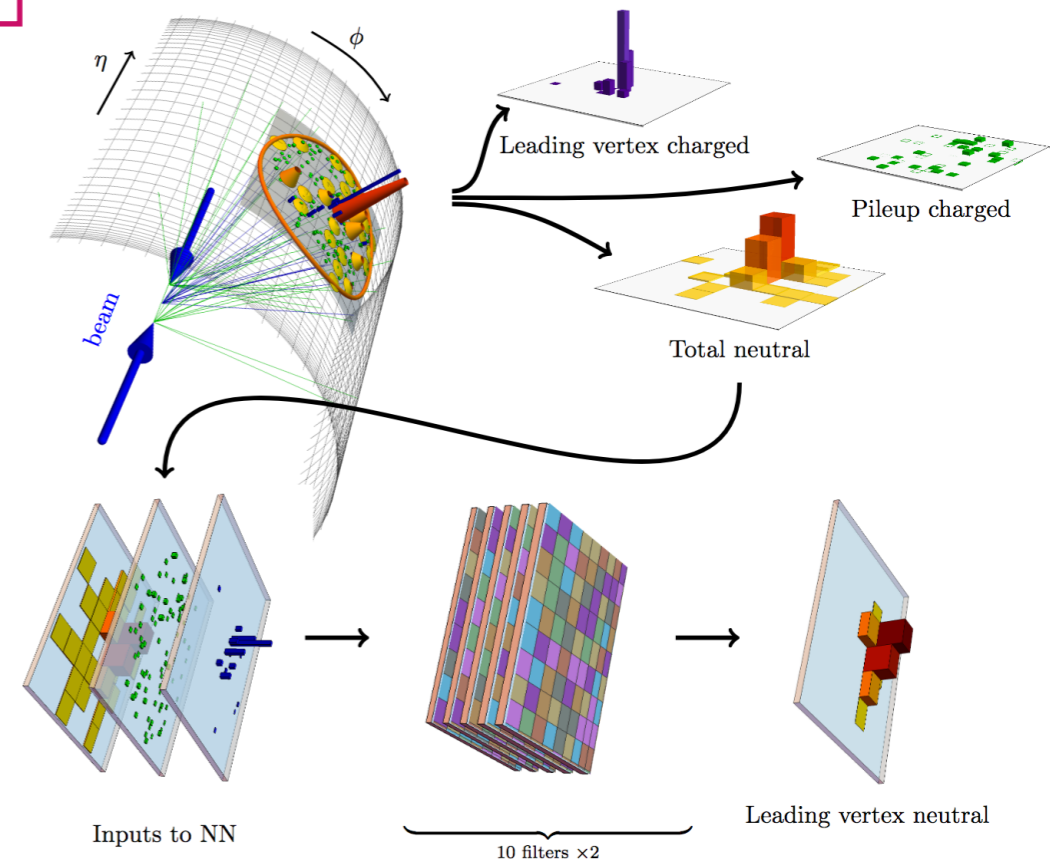 η
ϕ
Leading vertex charged
Pileup charged
beam
Total neutral
Inputs to NN
10 filters ×2
Leading vertex neutral